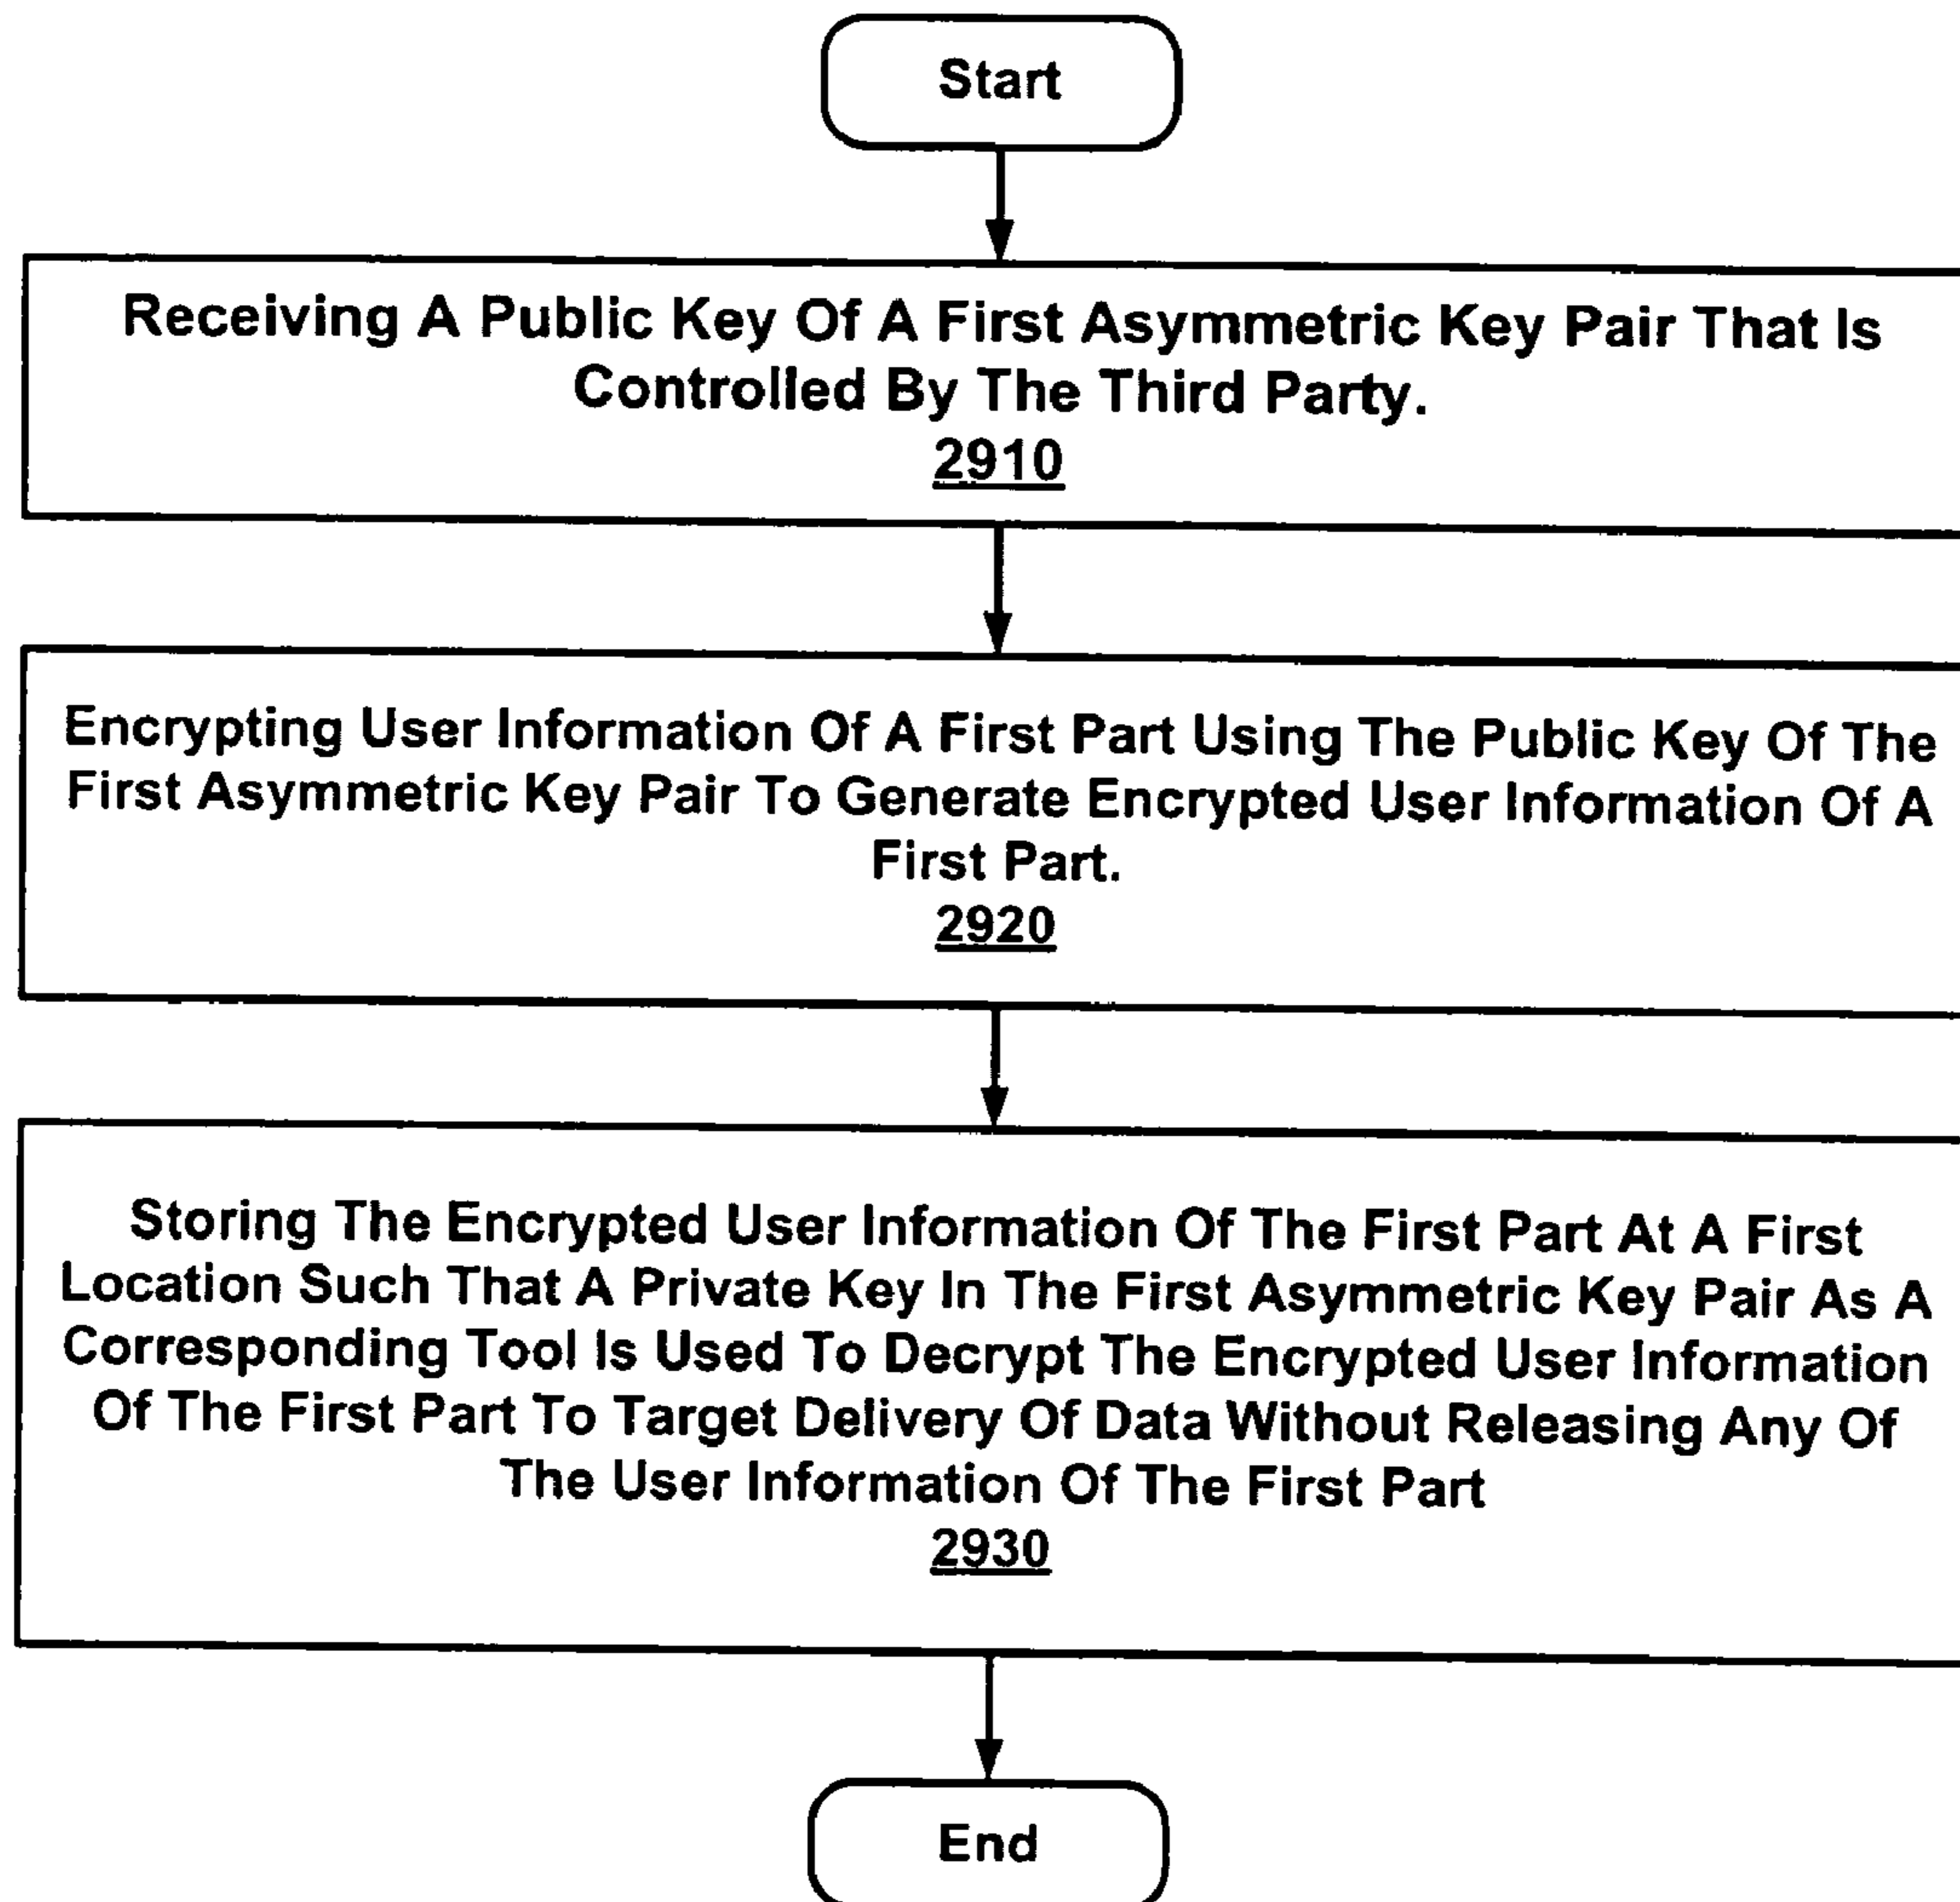 Start
Receiving A Public Key Of A First Asymmetric Key Pair That Is
Controlled By The Third Party.
2910
Encrypting User Information Of A First Part Using The Public Key Of The
First Asymmetric Key Pair To Generate Encrypted User Information Of A
First Part.
2920
Storing The Encrypted User Information Of The First Part At A First
Location Such That A Private Key In The First Asymmetric Key Pair As A
Corresponding Tool Is Used To Decrypt The Encrypted User Information
Of The First Part To Target Delivery Of Data Without Releasing Any Of
The User Information Of The First Part
2930
End